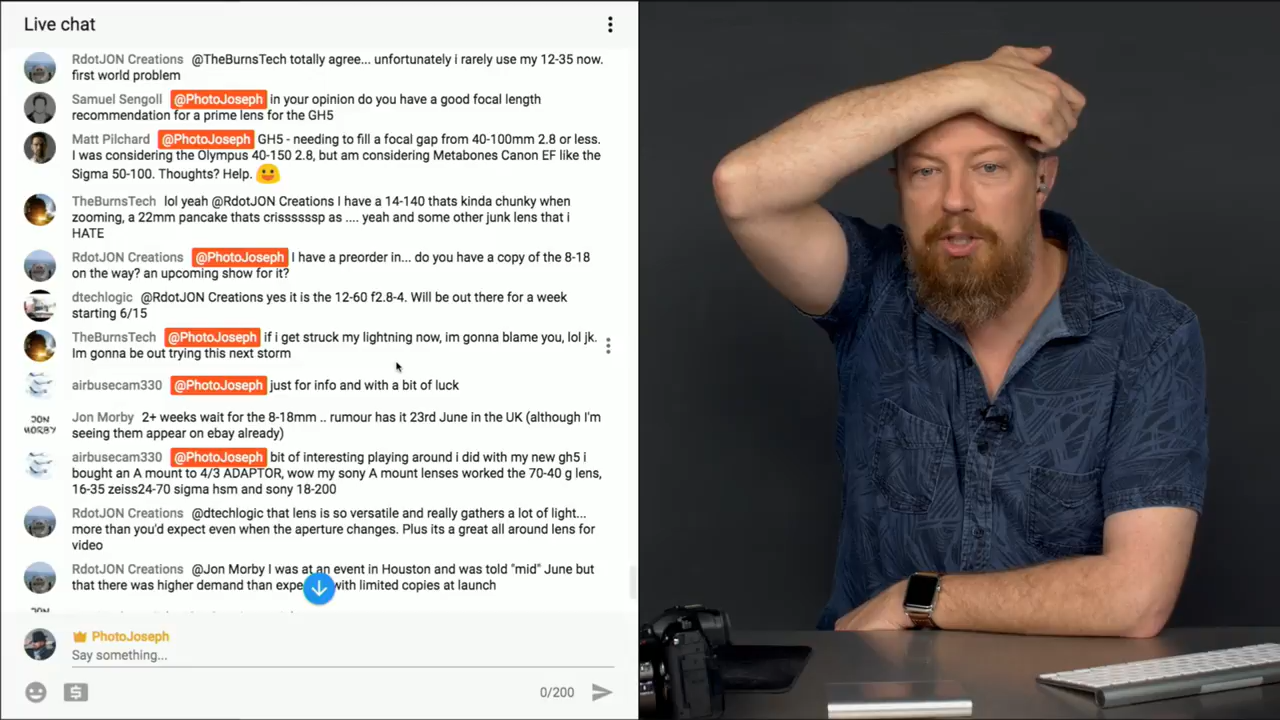 Live chat
RdotJON Creations @TheBurnsTech totally agree... unfortunately i rarely use my 12-35 now.
first world problem
Samuel Sengoll @PhotoJoseph in your opinion do you have a good focal length
recommendation for a prime lens for the GH5
Matt Pilchard @PhotoJoseph GH5 - needing to fill a focal gap from 40-100mm 2.8 or less.
I was considering the Olympus 40-150 2.8, but am considering Metabones Canon EF like the
Sigma 50-100. Thoughts? Help.
TheBurnsTech lol yeah @RdotJON Creations I have a 14-140 thats kinda chunky when
zooming, a 22mm pancake thats crissssssp as .... yeah and some other junk lens that i
HATE
RdotJON Creations @PhotoJoseph I have a preorder in... do you have a copy of the 8-18
on the way? an upcoming show for it?
dtechlogic @RdotJON Creations yes it is the 12-60 f2.8-4. Will be out there for a week
starting 6/15
TheBurnsTech @PhotoJoseph if i get struck my lightning now, im gonna blame you, lol jk.
Im gonna be out trying this next storm
airbusecam330 @PhotoJoseph just for info and with a bit of luck
JON
MORBY
Jon Morby 2+ weeks wait for the 8-18mm .. rumour has it 23rd June in the UK (although I'm
seeing them appear on ebay already)
airbusecam330 @PhotoJoseph bit of interesting playing around i did with my new gh5 i
bought an A mount to 4/3 ADAPTOR, wow my sony A mount lenses worked the 70-40 g lens,
16-35 zeiss24-70 sigma hsm and sony 18-200
RdotJON Creations @dtechlogic that lens is so versatile and really gathers a lot of light...
more than you'd expect even when the aperture changes. Plus its a great all around lens for
video
RdotJON Creations @Jon Morby I was at an event in Houston and was told "mid" June but
that there was higher demand than expe with limited copies at launch
PhotoJoseph
Say something...
0/200